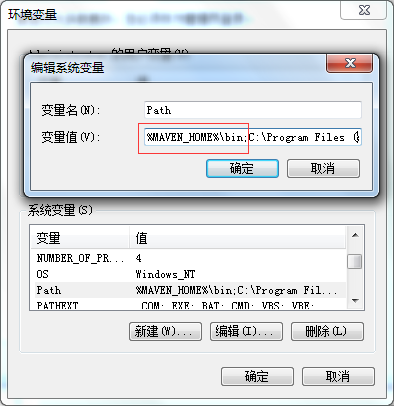 环境变量
编辑系统变量
变量名(N):
Path
变量值(V):
%MAVEN_HOME%\bin;C:\Program Files (
确定
取消
系统变量(S)
变量
值
NUMBER_OF_PR...
4
OS
Windows_NT
Path
%MAVEN_HOME%\bin;C:\Program Fil...
PATHEXT
.COM;.EXE;.BAT;.CMD;.VBS;.VBE;
新建(W)...
编辑(I)...
删除(L)
确定
取消